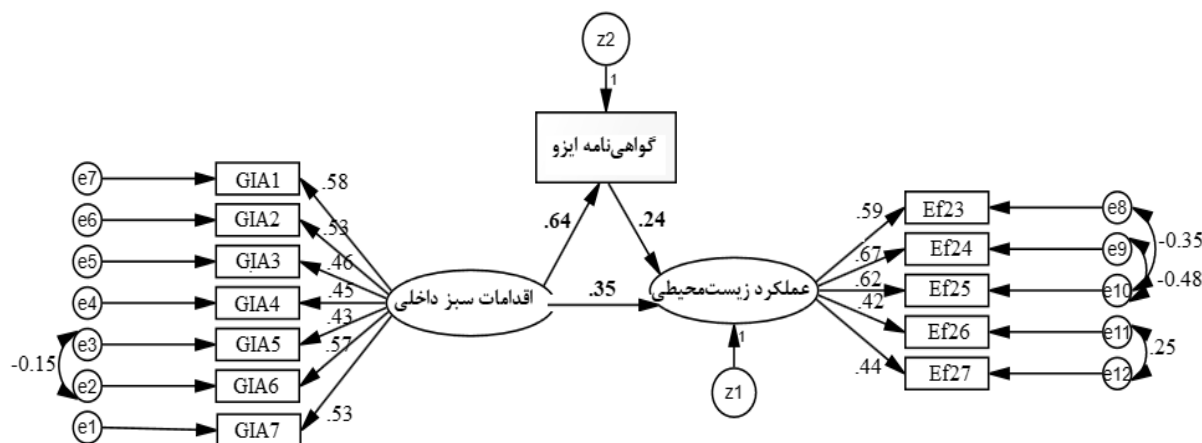 z2
1
گواهی‌نامه ایزو
e7
GIA1
.58
e6
GIA2
.53
e5
GIA3
.46
e4
GIA4
.45
e3
GIA5
.43
-0.15
e2
GIA6
.57
e1
GIA7
.53
اقدامات سبز داخلی
.64
.24
.35
عملکرد زیست‌محیطی
1
z1
.59
Ef23
e8
-0.35
.67
Ef24
e9
.62
Ef25
e10
-0.48
.42
Ef26
e11
.25
.44
Ef27
e12